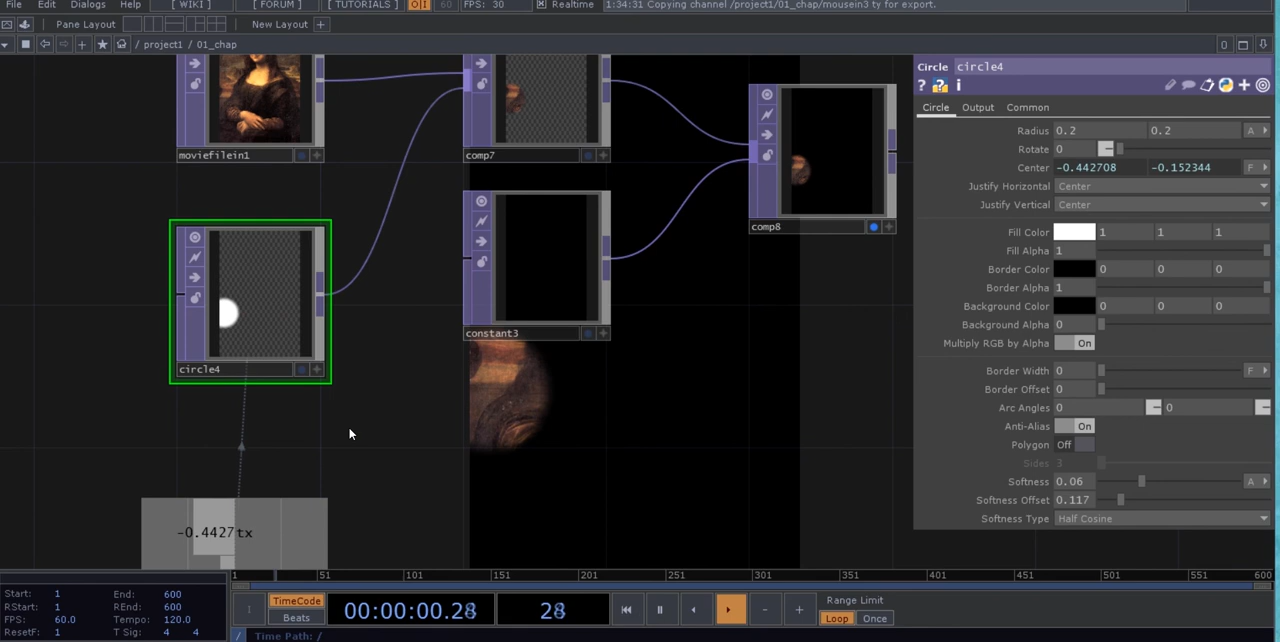 File Edit Dialogs Help [ WIKI ] [ FORUM ] [ TUTORIALS ] O|I 60 FPS: 30 Realtime 1:34:31 Copying channel /project1/01_chap/mousein3 ty for export.
Pane Layout New Layout +
/ project1 / 01_chap 0
Circle circle4
? ? i
Circle Output Common
Radius 0.2 0.2 A
Rotate 0
Center -0.442708 -0.152344 F
Justify Horizontal Center
Justify Vertical Center
Fill Color 1 1 1
Fill Alpha 1
Border Color 0 0 0
Border Alpha 1
Background Color 0 0 0
Background Alpha 0
Multiply RGB by Alpha On
Border Width 0 F
Border Offset 0
Arc Angles 0 0
Anti-Alias On
Polygon Off
Sides 3
Softness 0.06 A
Softness Offset 0.117
Softness Type Half Cosine
moviefilein1
comp7
comp8
constant3
circle4
-0.4427 tx
1 51 101 151 201 251 301 351 401 451 501 551 600
Start: 1 End: 600
RStart: 1 REnd: 600
FPS: 60.0 Tempo: 120.0
ResetF: 1 T Sig: 4 4
TimeCode
Beats
00:00:00.28
28
Range Limit
Loop Once
/ Time Path: /